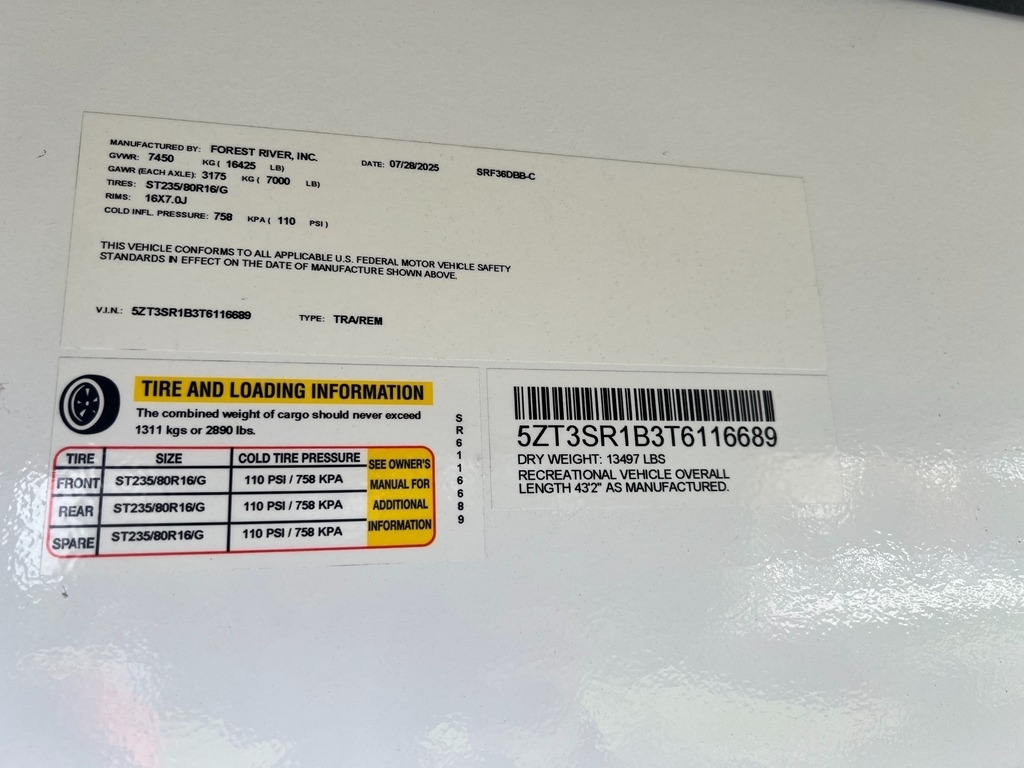 MANUFACTURED BY: FOREST RIVER, INC. DATE: 07/28/2025 SRF36DBB-C
GVWR: 7450 KG ( 16425 LB)
GAWR (EACH AXLE): 3175 KG ( 7000 LB)
TIRES: ST235/80R16/G
RIMS: 16X7.0J
COLD INFL. PRESSURE: 758 KPA ( 110 PSI )
THIS VEHICLE CONFORMS TO ALL APPLICABLE U.S. FEDERAL MOTOR VEHICLE SAFETY
STANDARDS IN EFFECT ON THE DATE OF MANUFACTURE SHOWN ABOVE.
V.I.N.: 5ZT3SR1B3T6116689 TYPE: TRA/REM
TIRE AND LOADING INFORMATION
The combined weight of cargo should never exceed
1311 kgs or 2890 lbs.
TIRE SIZE COLD TIRE PRESSURE
FRONT ST235/80R16/G 110 PSI / 758 KPA
REAR ST235/80R16/G 110 PSI / 758 KPA
SPARE ST235/80R16/G 110 PSI / 758 KPA
SEE OWNER'S
MANUAL FOR
ADDITIONAL
INFORMATION
SR6116689
5ZT3SR1B3T6116689
DRY WEIGHT: 13497 LBS
RECREATIONAL VEHICLE OVERALL
LENGTH 43'2" AS MANUFACTURED.